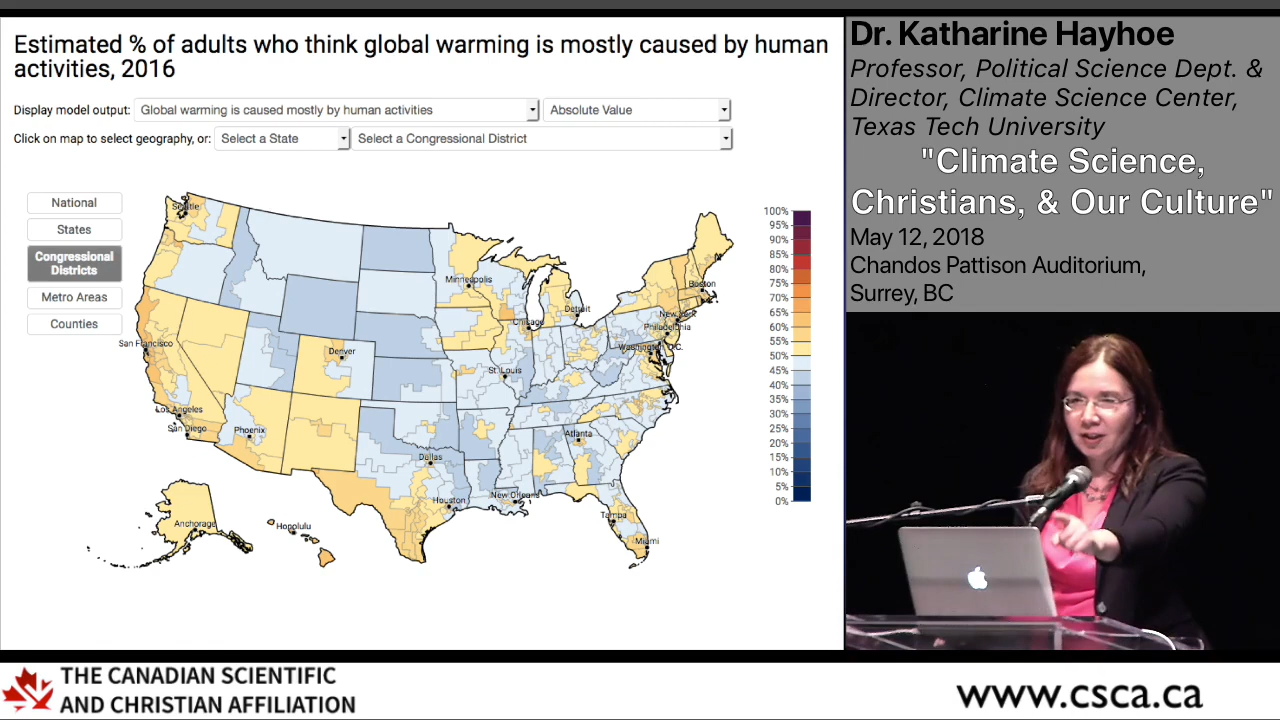 Estimated % of adults who think global warming is mostly caused by human
activities, 2016
Display model output: Global warming is caused mostly by human activities Absolute Value
Click on map to select geography, or: Select a State Select a Congressional District
National
States
Congressional
Districts
Metro Areas
Counties
Seattle
Minneapolis
Boston
Detroit
New York
Chicago
Philadelphia
San Francisco
Denver
Washington, D.C.
St. Louis
Los Angeles
San Diego
Phoenix
Atlanta
Dallas
New Orleans
Houston
Tampa
Anchorage
Honolulu
Miami
100%
95%
90%
85%
80%
75%
70%
65%
60%
55%
50%
45%
40%
35%
30%
25%
20%
15%
10%
5%
0%
Dr. Katharine Hayhoe
Professor, Political Science Dept. &
Director, Climate Science Center,
Texas Tech University
"Climate Science,
Christians, & Our Culture"
May 12, 2018
Chandos Pattison Auditorium,
Surrey, BC
THE CANADIAN SCIENTIFIC
AND CHRISTIAN AFFILIATION
www.csca.ca